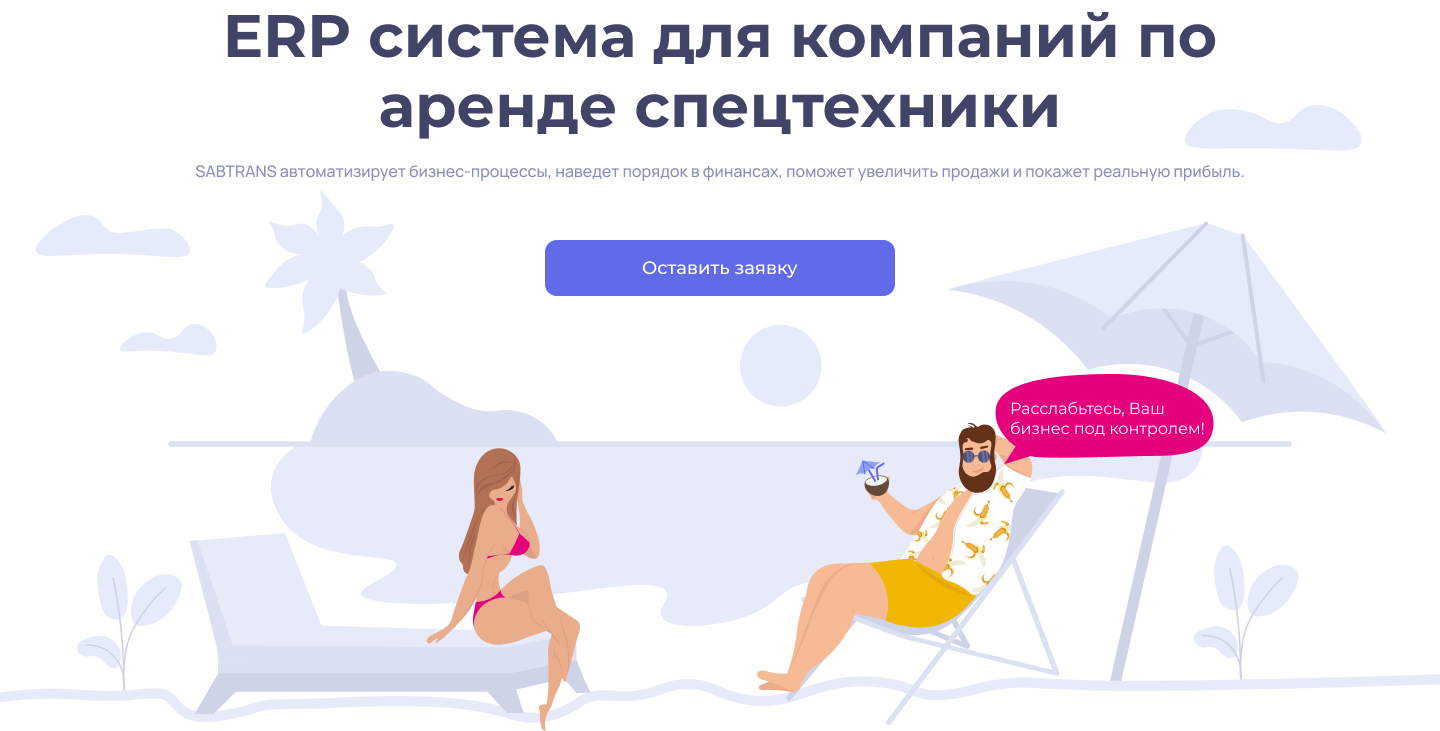 ERP система для компаний по
аренде спецтехники
SABTRANS автоматизирует бизнес-процессы, наведет порядок в финансах, поможет увеличить продажи и покажет реальную прибыль.
Оставить заявку
Расслабьтесь, Ваш
бизнес под контролем!